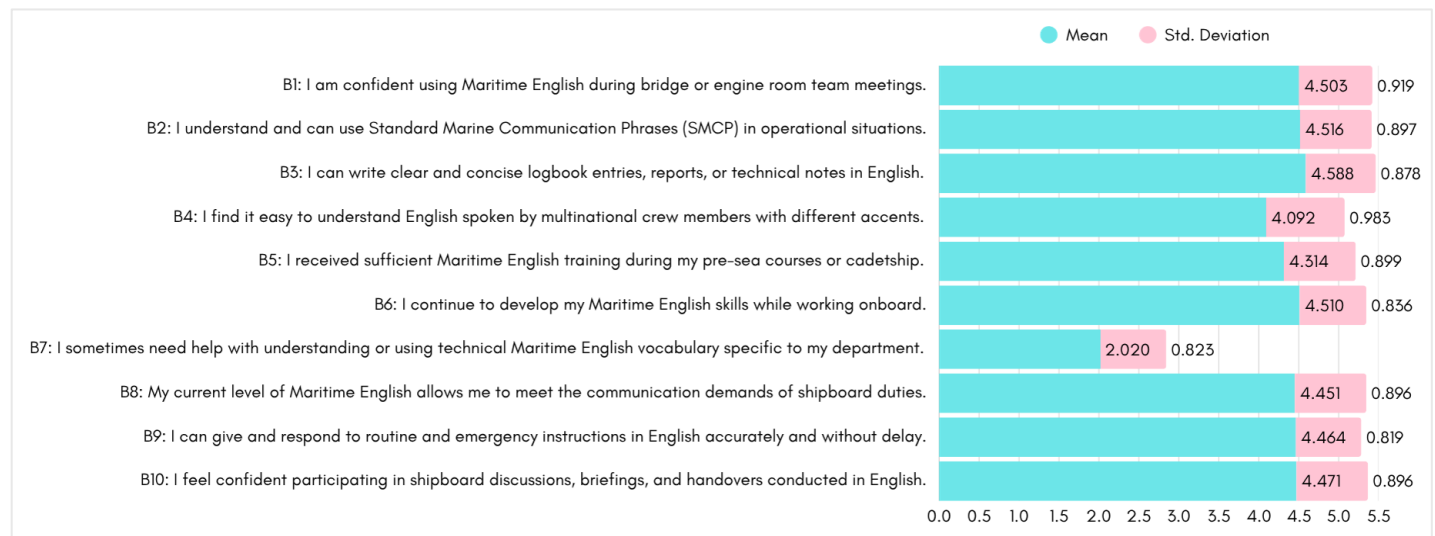 Mean Std. Deviation
B1: I am confident using Maritime English during bridge or engine room team meetings. 4.503 0.919
B2: I understand and can use Standard Marine Communication Phrases (SMCP) in operational situations. 4.516 0.897
B3: I can write clear and concise logbook entries, reports, or technical notes in English. 4.588 0.878
B4: I find it easy to understand English spoken by multinational crew members with different accents. 4.092 0.983
B5: I received sufficient Maritime English training during my pre-sea courses or cadetship. 4.314 0.899
B6: I continue to develop my Maritime English skills while working onboard. 4.510 0.836
B7: I sometimes need help with understanding or using technical Maritime English vocabulary specific to my department. 2.020 0.823
B8: My current level of Maritime English allows me to meet the communication demands of shipboard duties. 4.451 0.896
B9: I can give and respond to routine and emergency instructions in English accurately and without delay. 4.464 0.819
B10: I feel confident participating in shipboard discussions, briefings, and handovers conducted in English. 4.471 0.896
0.0 0.5 1.0 1.5 2.0 2.5 3.0 3.5 4.0 4.5 5.0 5.5